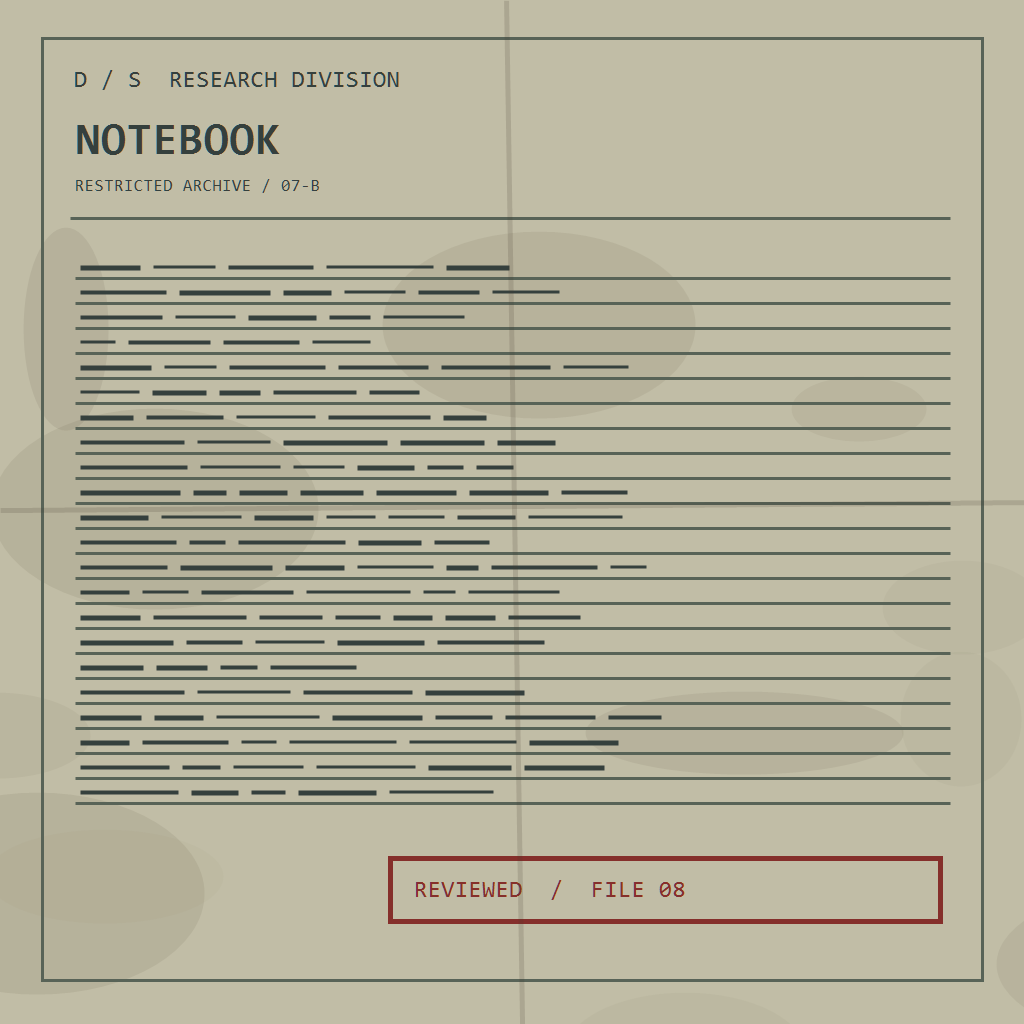 D / S  RESEARCH DIVISION
NOTEBOOK
RESTRICTED ARCHIVE / 07-B
REVIEWED  /  FILE 08